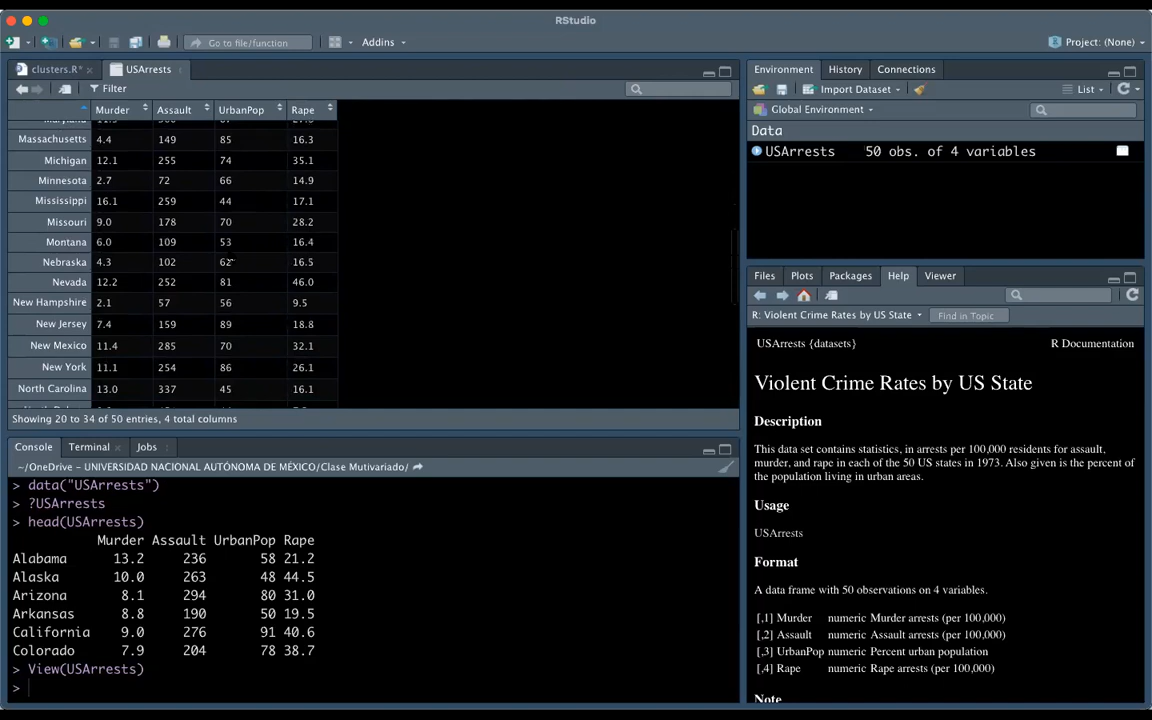 RStudio
Go to file/function
Addins
Project: (None)
clusters.R*
USArrests
Filter
Murder Assault UrbanPop Rape
Massachusetts 4.4 149 85 16.3
Michigan 12.1 255 74 35.1
Minnesota 2.7 72 66 14.9
Mississippi 16.1 259 44 17.1
Missouri 9.0 178 70 28.2
Montana 6.0 109 53 16.4
Nebraska 4.3 102 62 16.5
Nevada 12.2 252 81 46.0
New Hampshire 2.1 57 56 9.5
New Jersey 7.4 159 89 18.8
New Mexico 11.4 285 70 32.1
New York 11.1 254 86 26.1
North Carolina 13.0 337 45 16.1
Showing 20 to 34 of 50 entries, 4 total columns
Console Terminal Jobs
~/OneDrive - UNIVERSIDAD NACIONAL AUTÓNOMA DE MÉXICO/Clase Mutivariado/
> data("USArrests")
> ?USArrests
> head(USArrests)
Murder Assault UrbanPop Rape
Alabama 13.2 236 58 21.2
Alaska 10.0 263 48 44.5
Arizona 8.1 294 80 31.0
Arkansas 8.8 190 50 19.5
California 9.0 276 91 40.6
Colorado 7.9 204 78 38.7
> View(USArrests)
>
Environment History Connections
Import Dataset
List
Global Environment
Data
USArrests 50 obs. of 4 variables
Files Plots Packages Help Viewer
R: Violent Crime Rates by US State
Find in Topic
USArrests {datasets} R Documentation
Violent Crime Rates by US State
Description
This data set contains statistics, in arrests per 100,000 residents for assault,
murder, and rape in each of the 50 US states in 1973. Also given is the percent of
the population living in urban areas.
Usage
USArrests
Format
A data frame with 50 observations on 4 variables.
[,1] Murder numeric Murder arrests (per 100,000)
[,2] Assault numeric Assault arrests (per 100,000)
[,3] UrbanPop numeric Percent urban population
[,4] Rape numeric Rape arrests (per 100,000)
Note